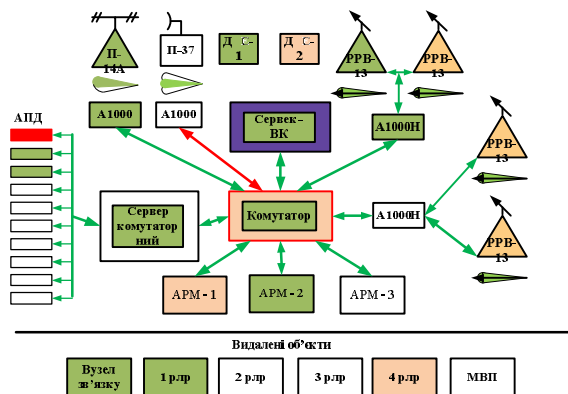 П-
14А
П-37
Д С-
1
Д С-
2
РРВ-
13
РРВ-
13
АПД
А1000
А1000
Сервек-
ВК
А1000Н
РРВ-
13
Сервер
комутатор
ний
Комутатор
А1000Н
РРВ-
13
АРМ - 1
АРМ - 2
АРМ - 3
Видалені об'єкти
Вузел
зв'язку
1 рлр
2 рлр
3 рлр
4 рлр
МВП